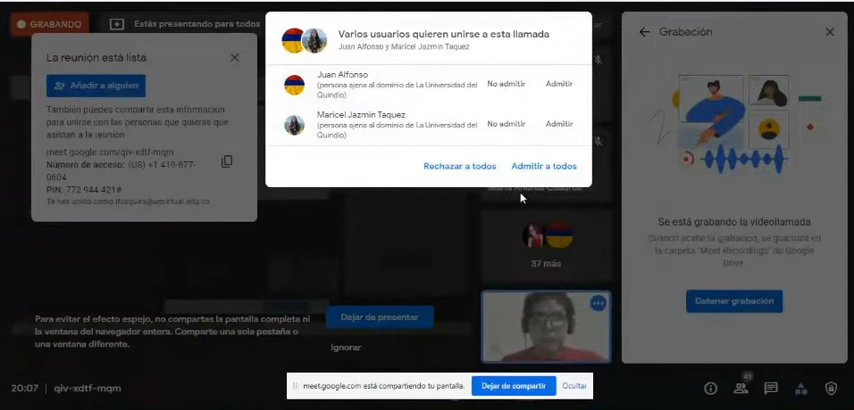 GRABANDO
Estás presentando para todos
La reunión está lista
Añadir a alguien
También puedes compartir esta información
para unirse con las personas que quieras que
asistan a la reunión
meet.google.com/qiv-xdtf-mqm
Número de acceso: (US) +1 419-677-
0604
PIN: 772 944 421#
Varios usuarios quieren unirse a esta llamada
Juan Alfonso y Maricel Jazmin Taquez
Juan Alfonso
(persona ajena al dominio de La Universidad del
Quindío)
No admitir
Admitir
Maricel Jazmin Taquez
(persona ajena al dominio de La Universidad del
Quindío)
No admitir
Admitir
Rechazar a todos
Admitir a todos
37 más
Grabación
Se está grabando la videollamada
Cuando acabe la grabación, se guardará en
la carpeta "Meet Recordings" de Google
Drive.
Detener grabación
Para evitar el efecto espejo, no compartas la pantalla completa ni
la ventana del navegador entera. Comparte una sola pestaña o
una ventana diferente.
Dejar de presentar
Ignorar
meet.google.com está compartiendo tu pantalla.
Dejar de compartir
Ocultar
20:07 | qiv-xdtf-mqm
41